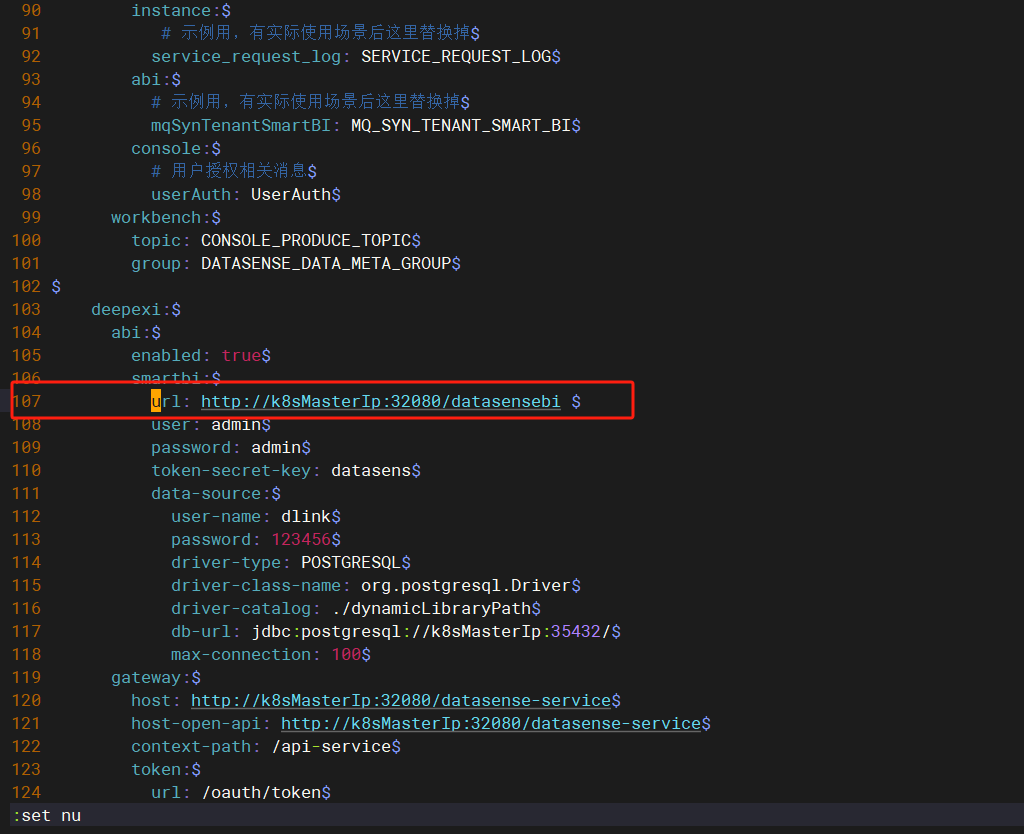 90         instance:$
91            # 示例用，有实际使用场景后这里替换掉$
92           service_request_log: SERVICE_REQUEST_LOG$
93         abi:$
94           # 示例用，有实际使用场景后这里替换掉$
95           mqSynTenantSmartBI: MQ_SYN_TENANT_SMART_BI$
96         console:$
97           # 用户授权相关消息$
98           userAuth: UserAuth$
99       workbench:$
100         topic: CONSOLE_PRODUCE_TOPIC$
101         group: DATASENSE_DATA_META_GROUP$
102 $
103     deepexi:$
104       abi:$
105         enabled: true$
106         smartbi:$
107           url: http://k8sMasterIp:32080/datasensebi $
108           user: admin$
109           password: admin$
110           token-secret-key: datasens$
111           data-source:$
112             user-name: dlink$
113             password: 123456$
114             driver-type: POSTGRESQL$
115             driver-class-name: org.postgresql.Driver$
116             driver-catalog: ./dynamicLibraryPath$
117             db-url: jdbc:postgresql://k8sMasterIp:35432/$
118             max-connection: 100$
119       gateway:$
120         host: http://k8sMasterIp:32080/datasense-service$
121         host-open-api: http://k8sMasterIp:32080/datasense-service$
122         context-path: /api-service$
123         token:$
124           url: /oauth/token$
:set nu